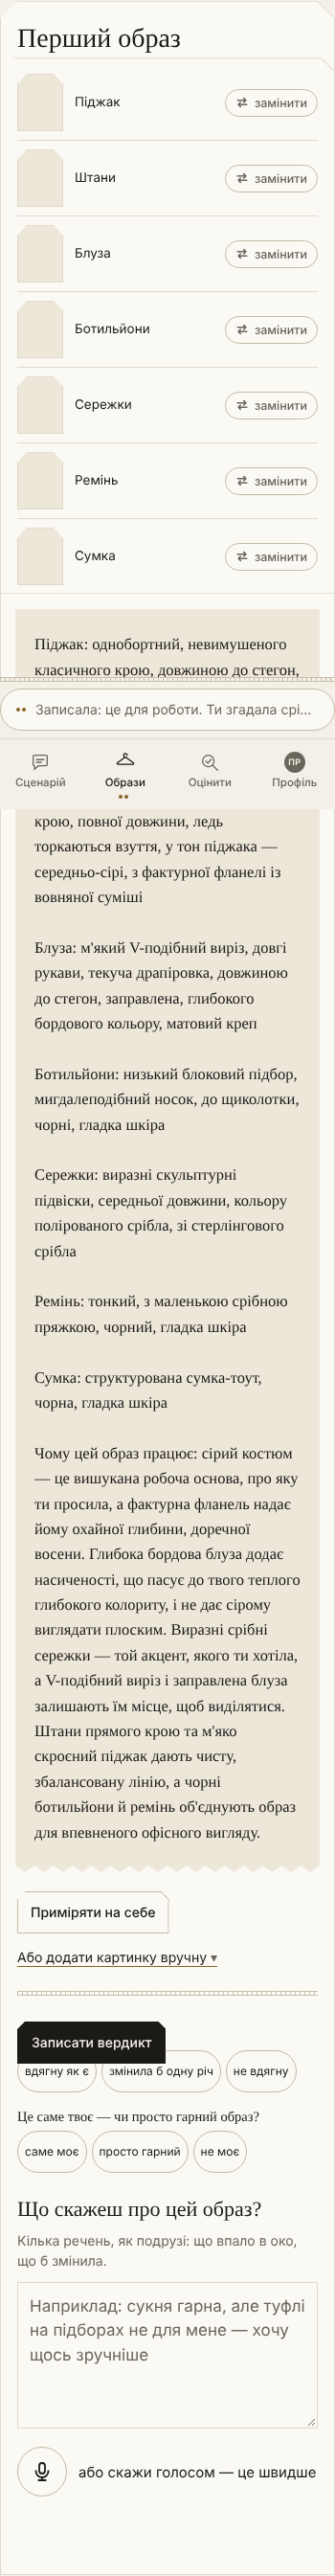 Перший образ
Піджак
замінити
Штани
замінити
Блуза
замінити
Ботильйони
замінити
Сережки
замінити
Ремінь
замінити
Сумка
замінити
Піджак: однобортний, невимушеного
класичного крою, довжиною до стегон,
Записала: це для роботи. Ти згадала срі...
Сценарій
Образи
Оцінити
ПР
Профіль
крою, повної довжини, ледь
торкаються взуття, у тон піджака —
середньо-сірі, з фактурної фланелі із
вовняної суміші
Блуза: м'який V-подібний виріз, довгі
рукави, текуча драпіровка, довжиною
до стегон, заправлена, глибокого
бордового кольору, матовий креп
Ботильйони: низький блоковий підбор,
мигдалеподібний носок, до щиколотки,
чорні, гладка шкіра
Сережки: виразні скульптурні
підвіски, середньої довжини, кольору
полірованого срібла, зі стерлінгового
срібла
Ремінь: тонкий, з маленькою срібною
пряжкою, чорний, гладка шкіра
Сумка: структурована сумка-тоут,
чорна, гладка шкіра
Чому цей образ працює: сірий костюм
— це вишукана робоча основа, про яку
ти просила, а фактурна фланель надає
йому охайної глибини, доречної
восени. Глибока бордова блуза додає
насиченості, що пасує до твого теплого
глибокого колориту, і не дає сірому
виглядати плоским. Виразні срібні
сережки — той акцент, якого ти хотіла,
а V-подібний виріз і заправлена блуза
залишають їм місце, щоб виділятися.
Штани прямого крою та м'яко
скроєний піджак дають чисту,
збалансовану лінію, а чорні
ботильйони й ремінь об'єднують образ
для впевненого офісного вигляду.
Приміряти на себе
Або додати картинку вручну ▾
Записати вердикт
вдягну як є
змінила б одну річ
не вдягну
Це саме твоє — чи просто гарний образ?
саме моє
просто гарний
не моє
Що скажеш про цей образ?
Кілька речень, як подрузі: що впало в око,
що б змінила.
Наприклад: сукня гарна, але туфлі
на підборах не для мене — хочу
щось зручніше
або скажи голосом — це швидше